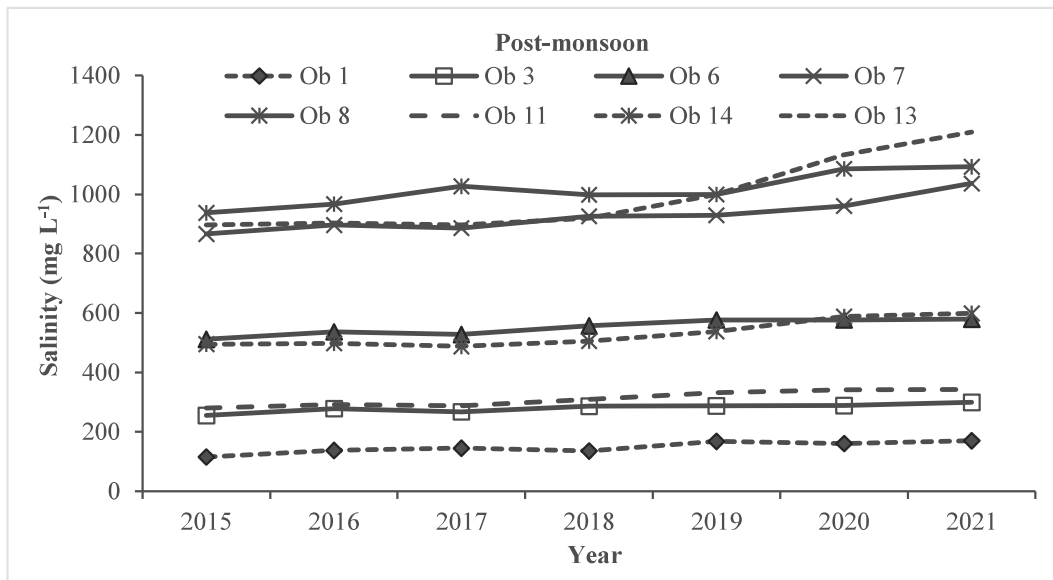 Post-monsoon
1400
Ob 1 Ob 3 Ob 6 Ob 7
Ob 8 Ob 11 Ob 14 Ob 13
1200
1000
800
600
400
200
0
Salinity (mg L⁻¹)
2015 2016 2017 2018 2019 2020 2021
Year